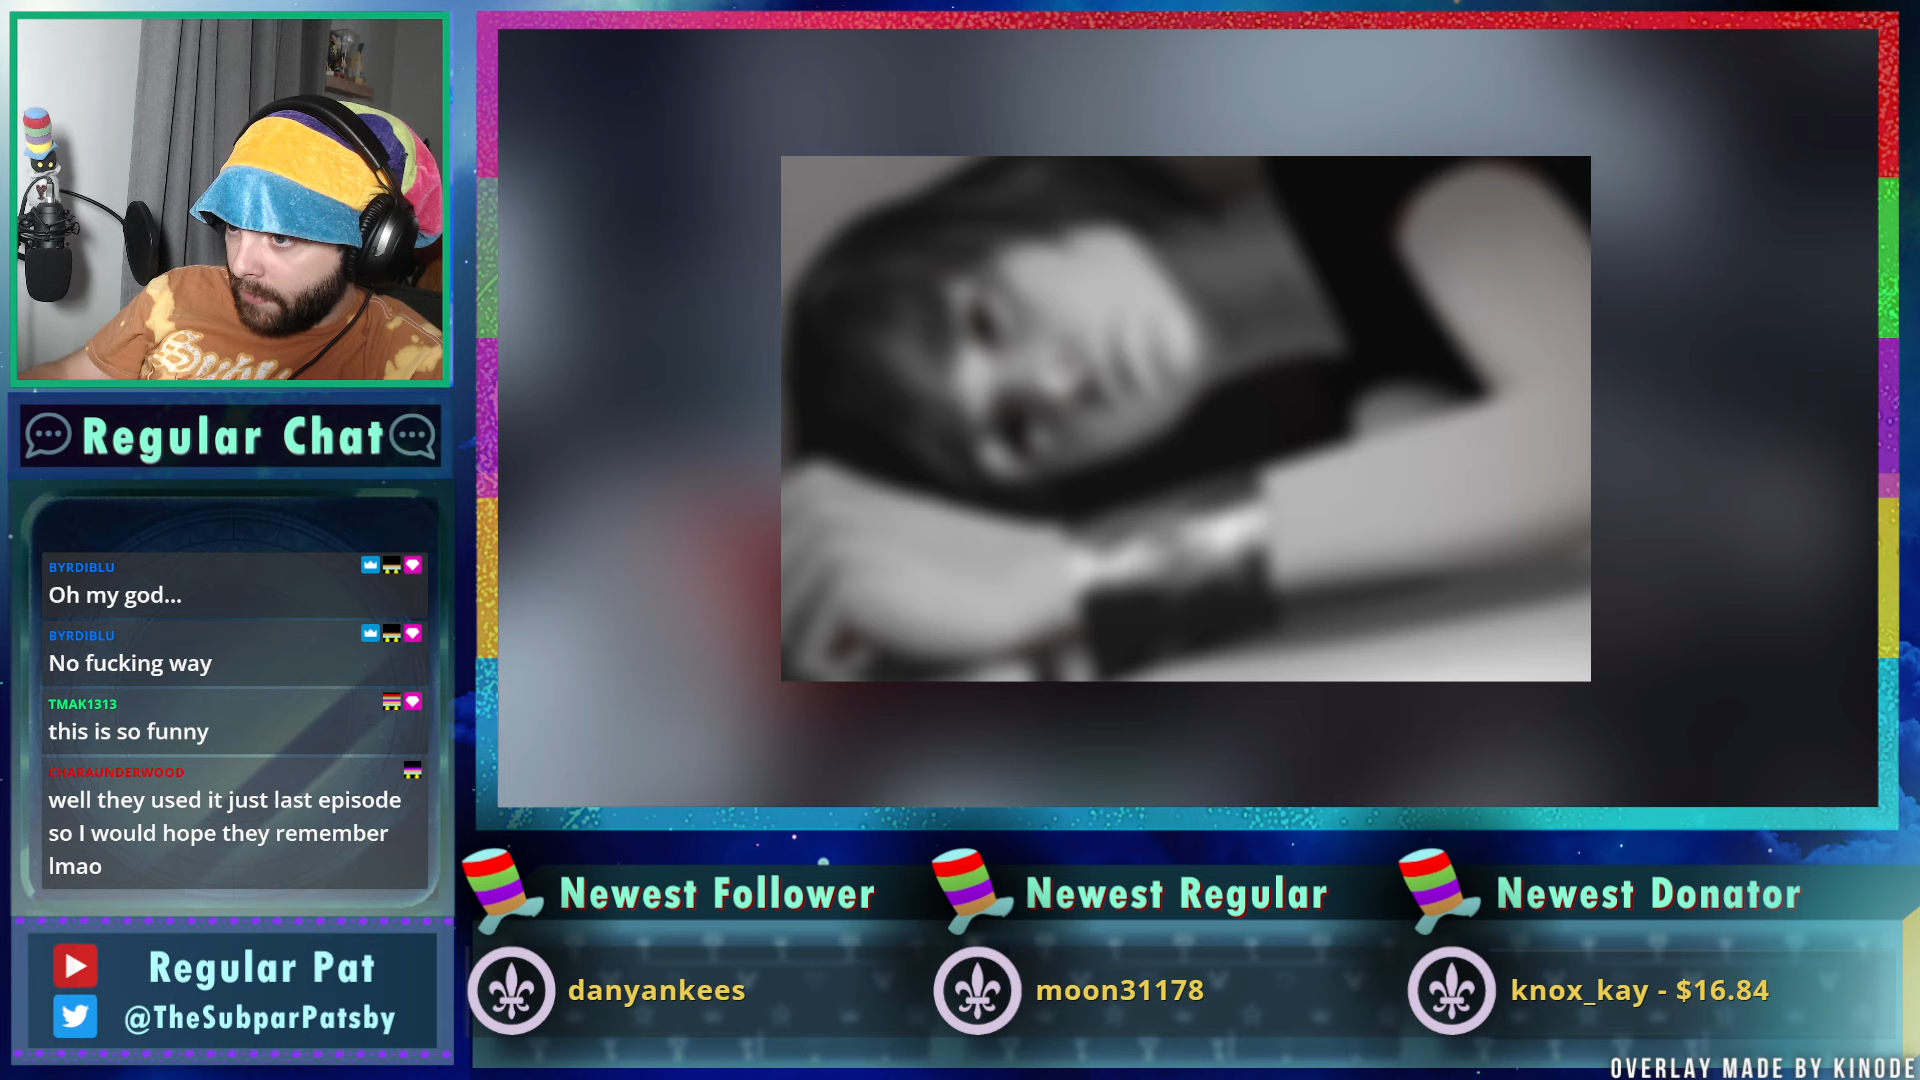 Regular Chat
BYRDIBLU
Oh my god...
BYRDIBLU
No fucking way
TMAK1313
this is so funny
CHARAUNDERWOOD
well they used it just last episode
so I would hope they remember
lmao
Regular Pat
@TheSubparPatsby
Newest Follower
danyankees
Newest Regular
moon31178
Newest Donator
knox_kay - $16.84
OVERLAY MADE BY KINODE